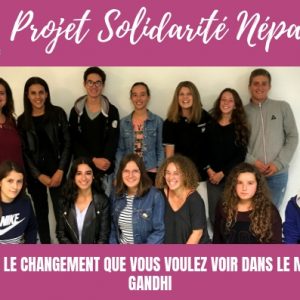 Projet Solidarité Népa
LE CHANGEMENT QUE VOUS VOULEZ VOIR DANS LE M
GANDHI
NIKE